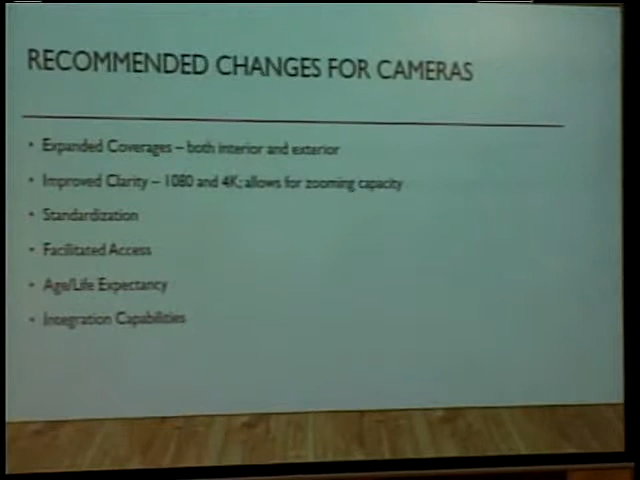 RECOMMENDED CHANGES FOR CAMERAS
• Expanded Coverages – both interior and exterior
• Improved Clarity – 1080 and 4K; allows for zooming capacity
• Standardization
• Facilitated Access
• Age/Life Expectancy
• Integration Capabilities